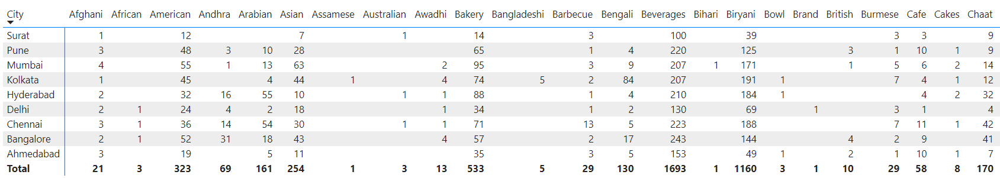 City Afghani African American Andhra Arabian Asian Assamese Australian Awadhi Bakery Bangladeshi Barbecue Bengali Beverages Bihari Biryani Bowl Brand British Burmese Cafe Cakes Chaat
Surat 1 12 7 1 14 3 100 39 3 3 9
Pune 3 48 3 10 28 65 1 4 220 125 3 1 10 1 9
Mumbai 4 55 1 13 63 2 95 3 9 207 1 171 1 5 6 2 14
Kolkata 1 45 4 44 1 4 74 5 2 84 207 191 1 7 4 1 12
Hyderabad 2 32 16 55 10 1 1 88 1 4 210 184 1 4 2 32
Delhi 2 1 24 4 2 18 1 34 1 2 130 69 1 3 1 4
Chennai 3 1 36 14 54 30 1 1 71 13 5 223 188 7 11 1 42
Bangalore 2 1 52 31 18 43 4 57 2 17 243 144 4 2 9 41
Ahmedabad 3 19 5 11 35 3 5 153 49 1 2 1 10 1 7
Total 21 3 323 69 161 254 1 3 13 533 5 29 130 1693 1 1160 3 1 10 29 58 8 170